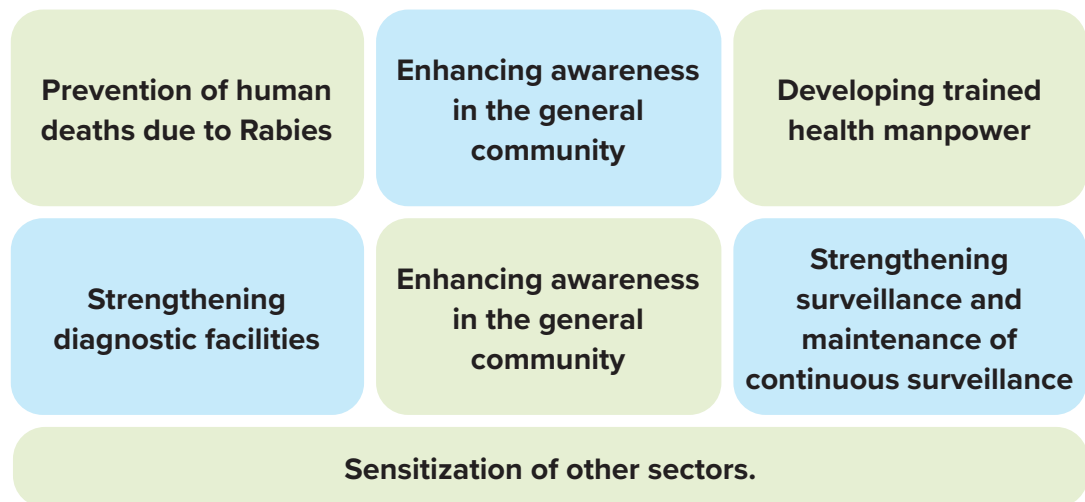 Prevention of human
deaths due to Rabies
Enhancing awareness
in the general
community
Developing trained
health manpower
Strengthening
diagnostic facilities
Enhancing awareness
in the general
community
Strengthening
surveillance and
maintenance of
continuous surveillance
Sensitization of other sectors.